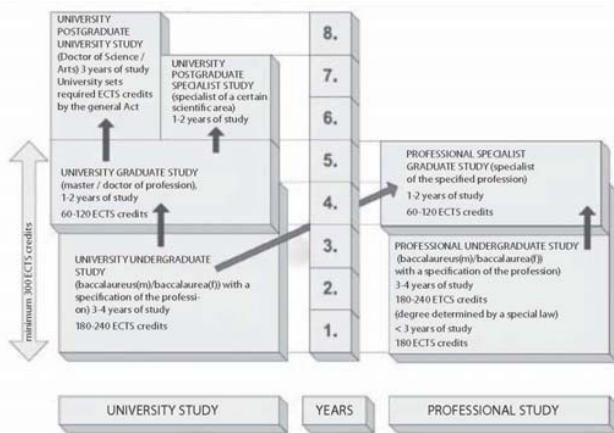 UNIVERSITY
POSTGRADUATE
UNIVERSITY STUDY
(Doctor of Science /
Arts) 3 years of study
University sets
required ECTS credits
by the general Act
UNIVERSITY
POSTGRADUATE
SPECIALIST STUDY
(specialist of a certain
scientific area)
1-2 years of study
UNIVERSITY GRADUATE STUDY
(master / doctor of profession),
1-2 years of study
60-120 ECTS credits
UNIVERSITY UNDERGRADUATE
STUDY
(baccalaureus(m)/baccalaurea(f)) with a
specification of the professi-
on) 3-4 years of study
180-240 ECTS credits
minimum 300 ECTS credits
8.
7.
6.
5.
4.
3.
2.
1.
PROFESSIONAL SPECIALIST
GRADUATE STUDY (specialist
of the specified profession)
1-2 years of study
60-120 ECTS credits
PROFESSIONAL UNDERGRADUATE STUDY
(baccalaureus(m)/baccalaurea(f))
with a specification of the profession)
3-4 years of study
180-240 ETCS credits
(degree determined by a special law)
< 3 years of study
180 ECTS credits
UNIVERSITY STUDY
YEARS
PROFESSIONAL STUDY